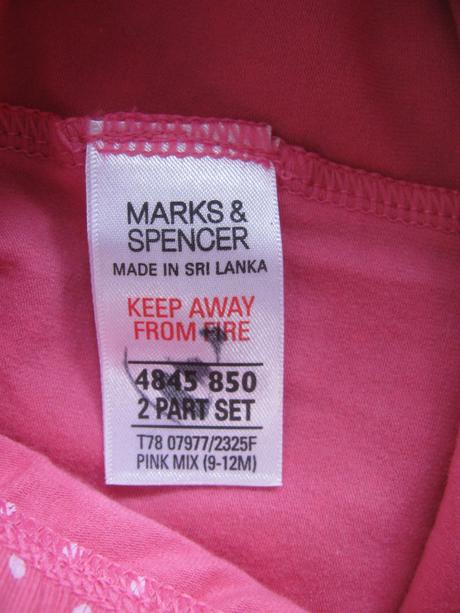 MARKS &
SPENCER
MADE IN SRI LANKA
KEEP AWAY
FROM FIRE
4845 850
2 PART SET
T78 07977/2325F
PINK MIX (9-12M)